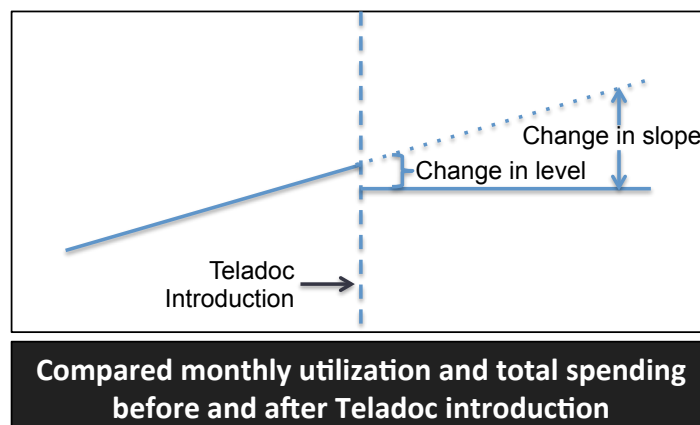 Change in slope
Change in level
Teladoc
Introduction
Compared monthly utilization and total spending
before and after Teladoc introduction